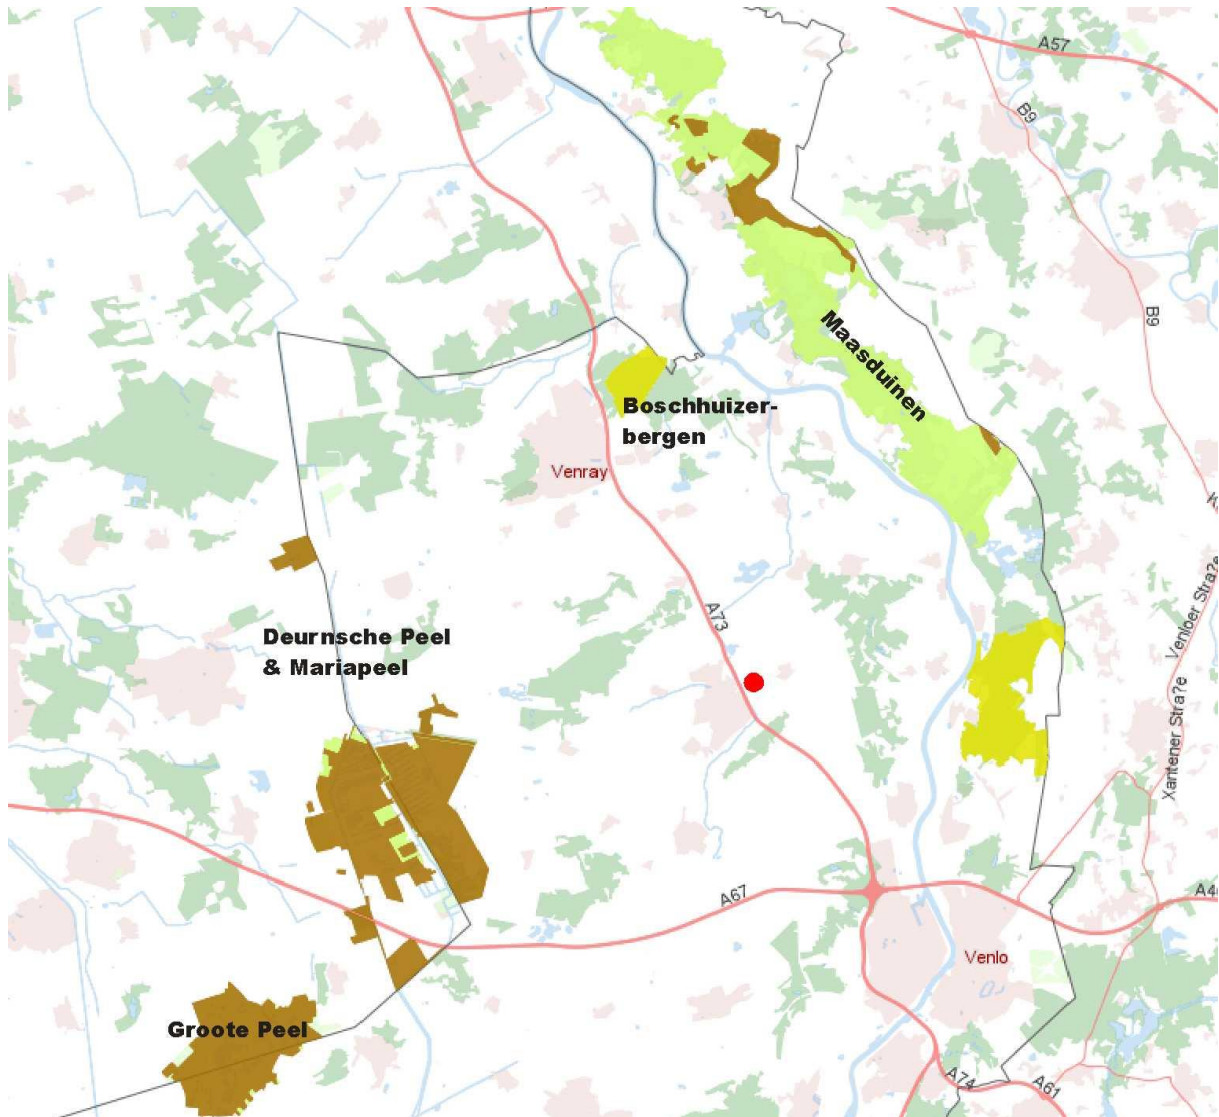 A57
B9
B9
Maasduinen
Boschhuizer-
bergen
Venray
A73
Deurnsche Peel
& Mariapeel
Venloer Stra?e
Xantener Stra?e
A67
Venlo
Groote Peel
A74
A61